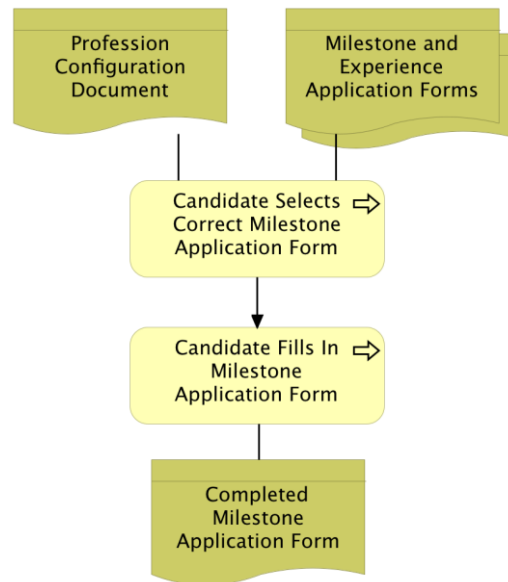 Profession
Configuration
Document
Milestone and
Experience
Application Forms
Candidate Selects
Correct Milestone
Application Form
Candidate Fills In
Milestone
Application Form
Completed
Milestone
Application Form